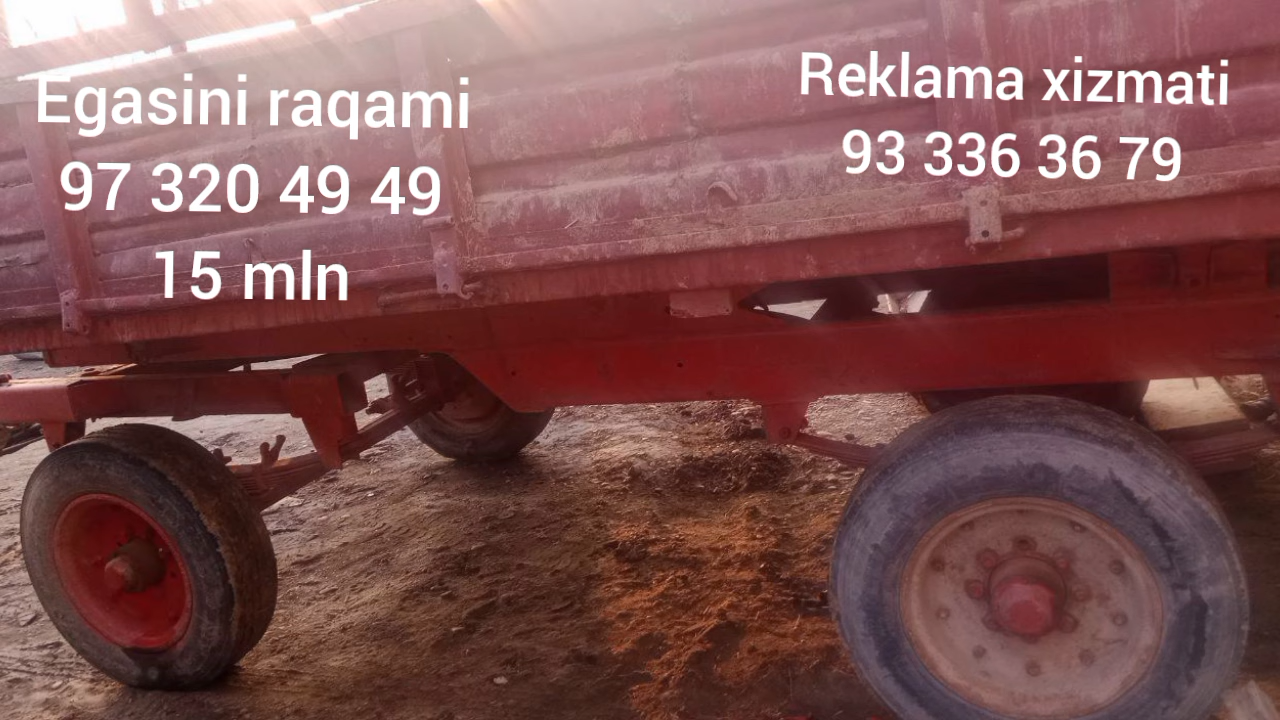 Egasini raqami
97 320 49 49
15 mln
Reklama xizmati
93 336 36 79